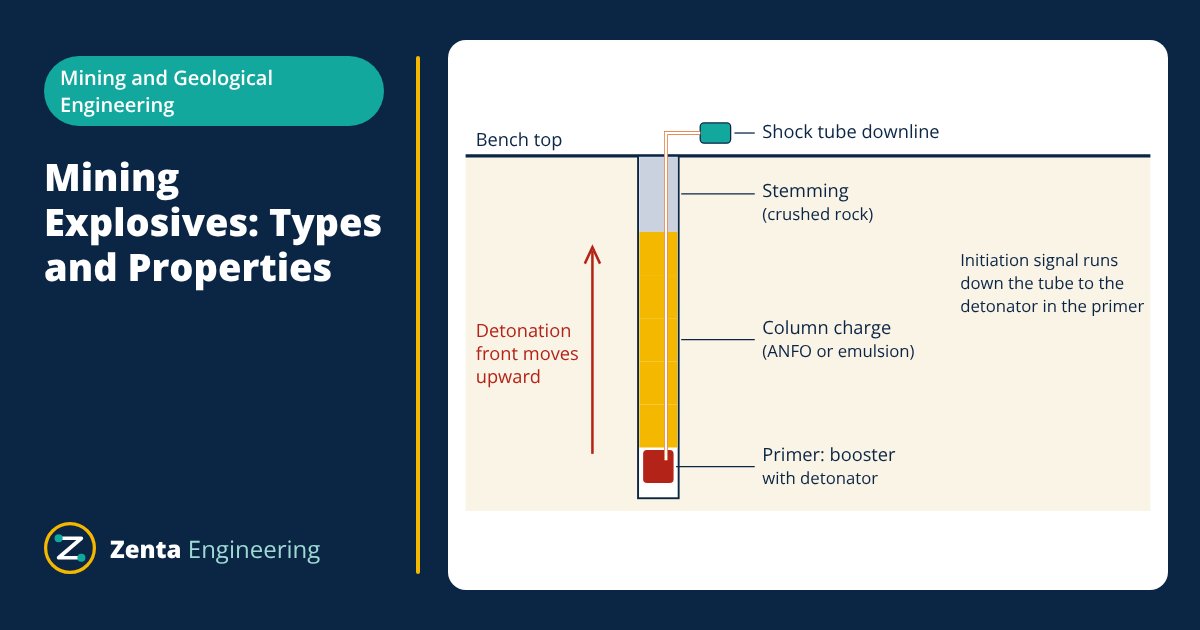 Mining and Geological
Engineering
Mining
Explosives: Types
and Properties
Zenta Engineering
Bench top
Shock tube downline
Stemming
(crushed rock)
Initiation signal runs
down the tube to the
detonator in the primer
Detonation
front moves
upward
Column charge
(ANFO or emulsion)
Primer: booster
with detonator